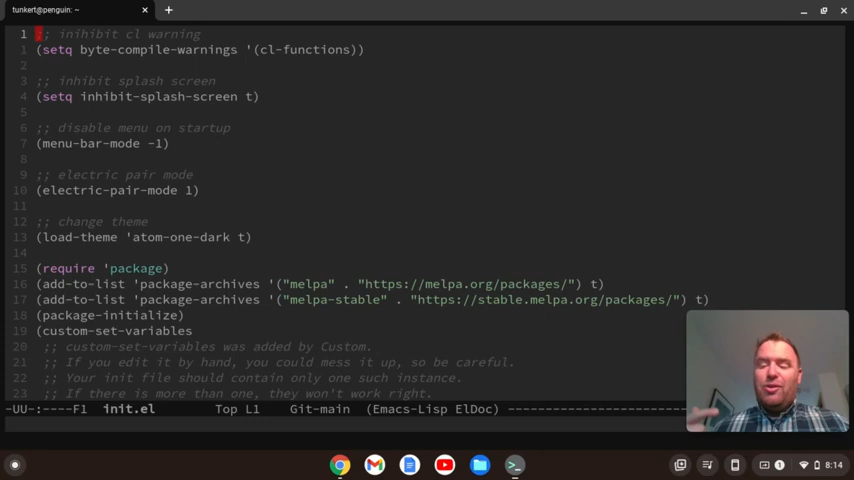 tunkert@penguin: ~
1 ;; inihibit cl warning
1 (setq byte-compile-warnings '(cl-functions))
2
3 ;; inhibit splash screen
4 (setq inhibit-splash-screen t)
5
6 ;; disable menu on startup
7 (menu-bar-mode -1)
8
9 ;; electric pair mode
10 (electric-pair-mode 1)
11
12 ;; change theme
13 (load-theme 'atom-one-dark t)
14
15 (require 'package)
16 (add-to-list 'package-archives '("melpa" . "https://melpa.org/packages/") t)
17 (add-to-list 'package-archives '("melpa-stable" . "https://stable.melpa.org/packages/") t)
18 (package-initialize)
19 (custom-set-variables
20 ;; custom-set-variables was added by Custom.
21 ;; If you edit it by hand, you could mess it up, so be careful.
22 ;; Your init file should contain only one such instance.
23 ;; If there is more than one, they won't work right.
-UU-:----F1 init.el Top L1 Git-main (Emacs-Lisp ElDoc) ------------------------
1 8:14